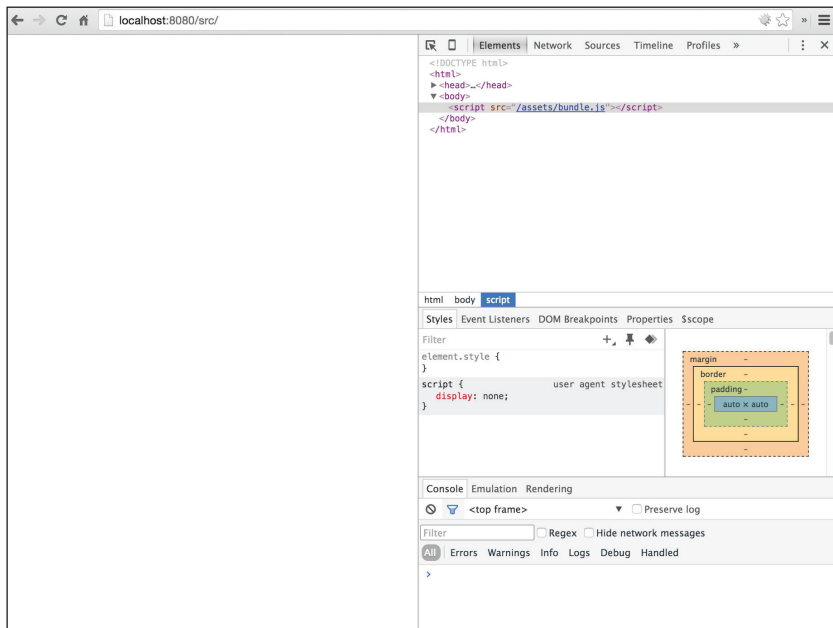 localhost:8080/src/
»
Elements Network Sources Timeline Profiles »
<!DOCTYPE html>
<html>
<head>…</head>
<body>
<script src="/assets/bundle.js"></script>
</body>
</html>
html body script
Styles Event Listeners DOM Breakpoints Properties $scope
Filter
element.style {
}
script { user agent stylesheet
display: none;
}
margin -
border -
padding -
- - - auto × auto - - -
-
-
-
Console Emulation Rendering
<top frame> Preserve log
Filter Regex Hide network messages
All Errors Warnings Info Logs Debug Handled
>